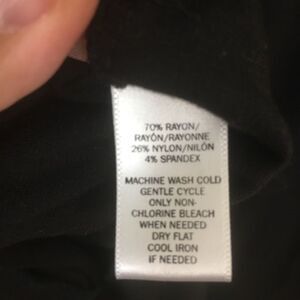 70% RAYON/
RAYÓN/RAYONNE
26% NYLON/NILÓN
4% SPANDEX
MACHINE WASH COLD
GENTLE CYCLE
ONLY NON-
CHLORINE BLEACH
WHEN NEEDED
DRY FLAT
COOL IRON
IF NEEDED